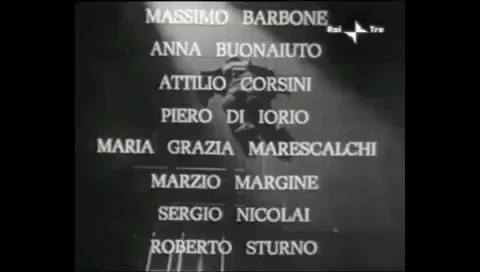 MASSIMO BARBONE
Rai Tre
ANNA BUONAIUTO
ATTILIO CORSINI
PIERO DI IORIO
MARIA GRAZIA MARESCALCHI
MARZIO MARGINE
SERGIO NICOLAI
ROBERTO STURNO